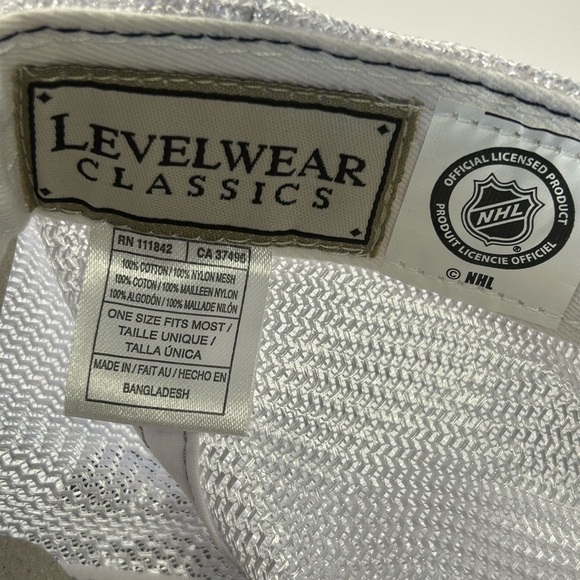 LEVELWEAR
CLASSICS
OFFICIAL LICENSED PRODUCT
NHL
PRODUIT LICENCIE OFFICIEL
© NHL
RN 111842 CA 37496
100% COTTON / 100% NYLON MESH
100% COTON / 100% MAILLEEN NYLON
100% ALGODÓN / 100% MALLADE NILÓN
ONE SIZE FITS MOST /
TAILLE UNIQUE /
TALLA ÚNICA
MADE IN / FAIT AU / HECHO EN
BANGLADESH